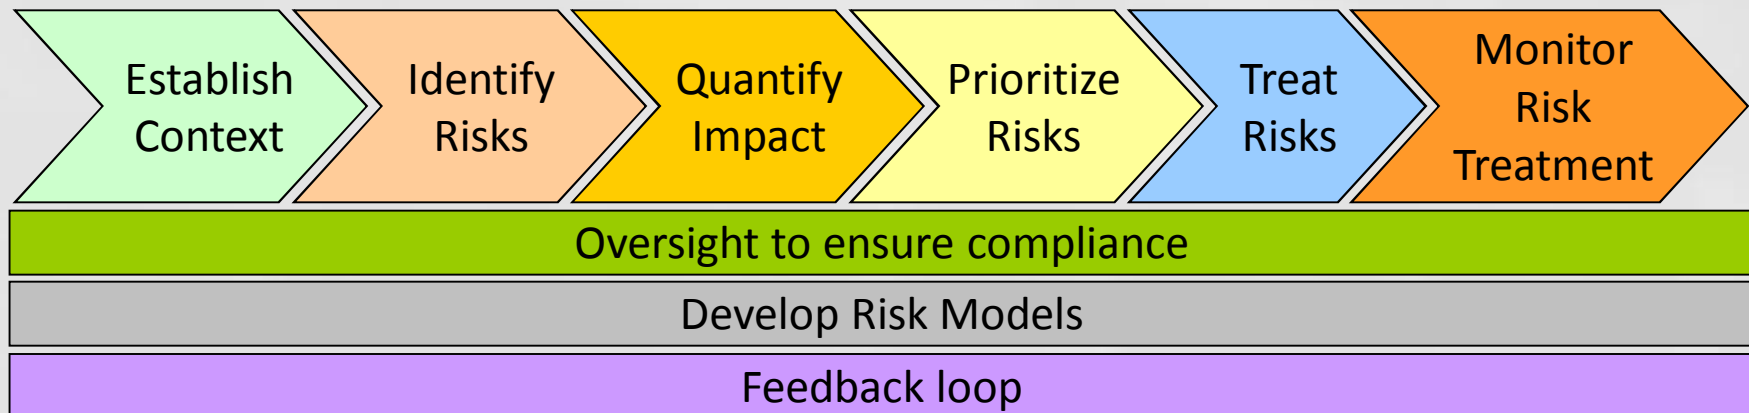 Establish
Context
Identify
Risks
Quantify
Impact
Prioritize
Risks
Treat
Risks
Monitor
Risk
Treatment
Oversight to ensure compliance
Develop Risk Models
Feedback loop